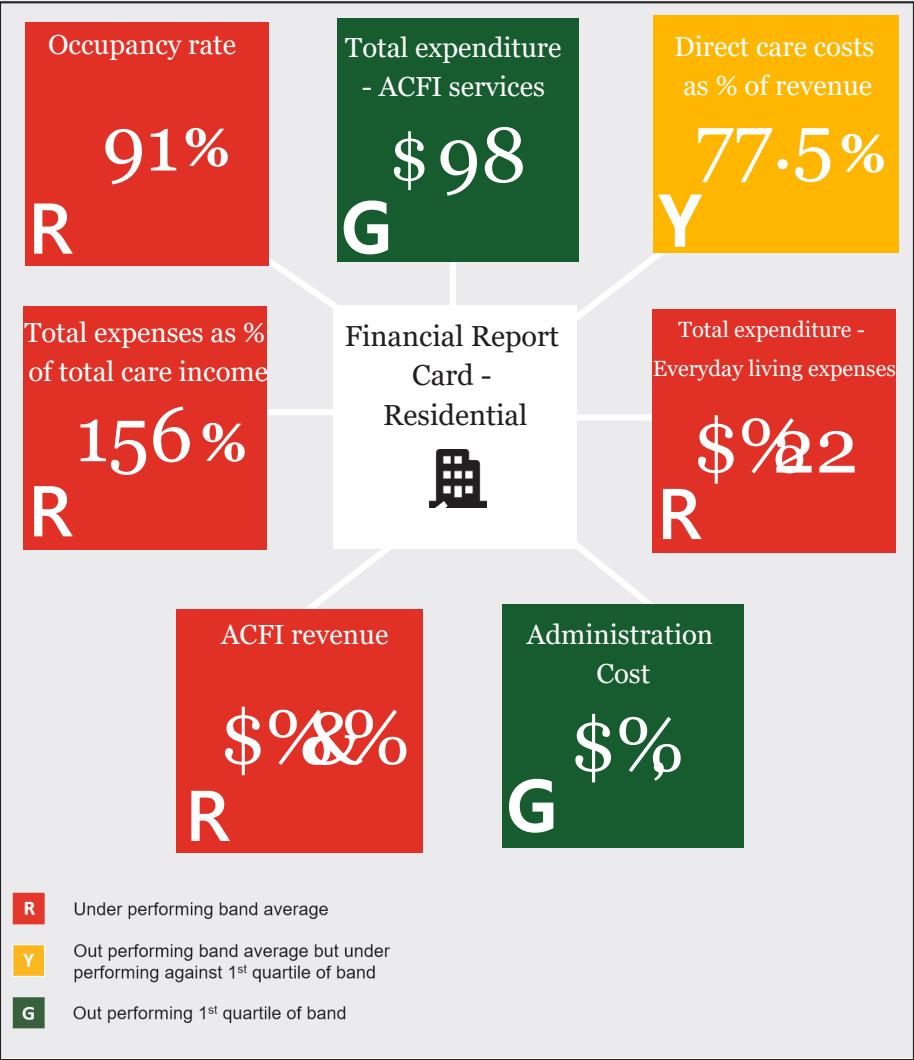 Occupancy rate
91%
R
Total expenditure
- ACFI services
$98
G
Direct care costs
as % of revenue
77.5%
Y
Total expenses as %
of total care income
156%
R
Financial Report
Card -
Residential
Total expenditure -
Everyday living expenses
R
ACFI revenue
R
Administration
Cost
G
R Under performing band average
Y Out performing band average but under
performing against 1st quartile of band
G Out performing 1st quartile of band